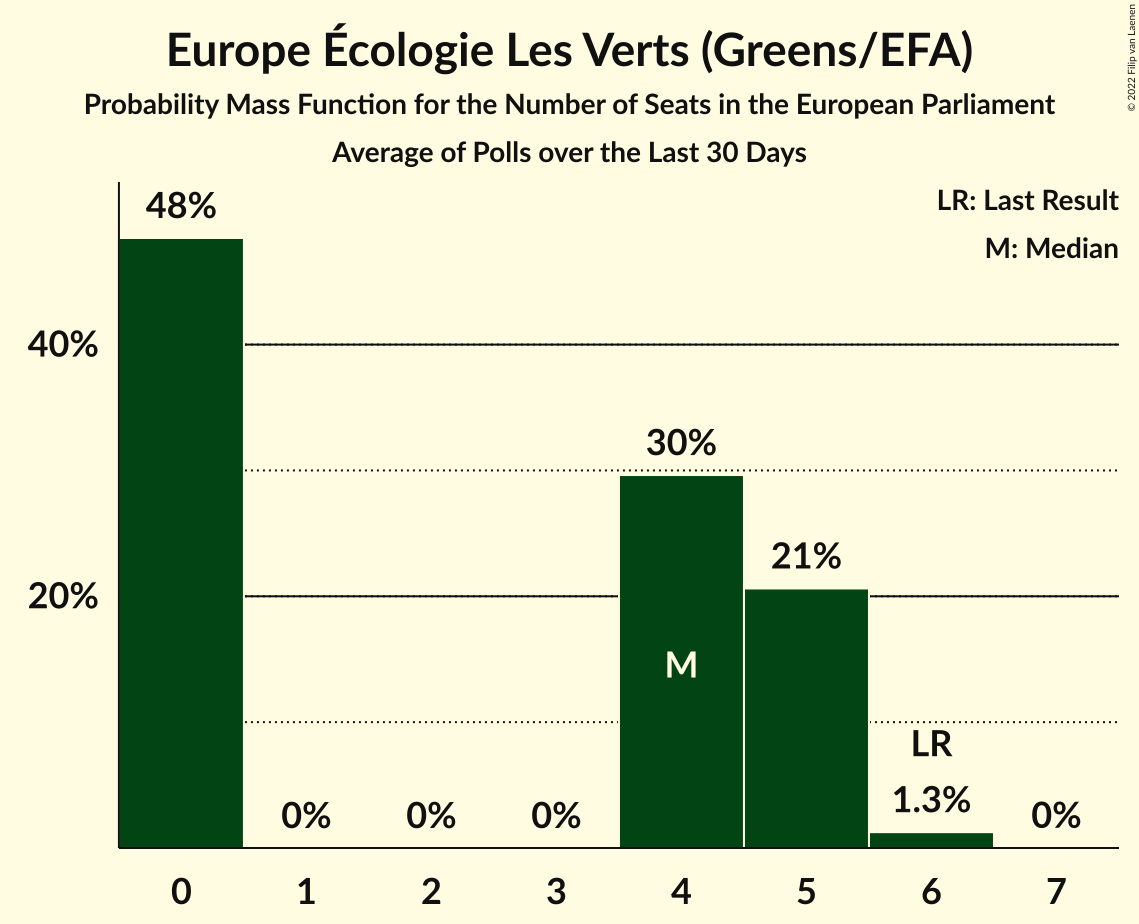 Europe Écologie Les Verts (Greens/EFA)
Probability Mass Function for the Number of Seats in the European Parliament
Average of Polls over the Last 30 Days
© 2022 Filip van Laenen
LR: Last Result
M: Median
48%
40%
30%
21%
20%
M
LR
1.3%
0% 0% 0% 0%
0 1 2 3 4 5 6 7